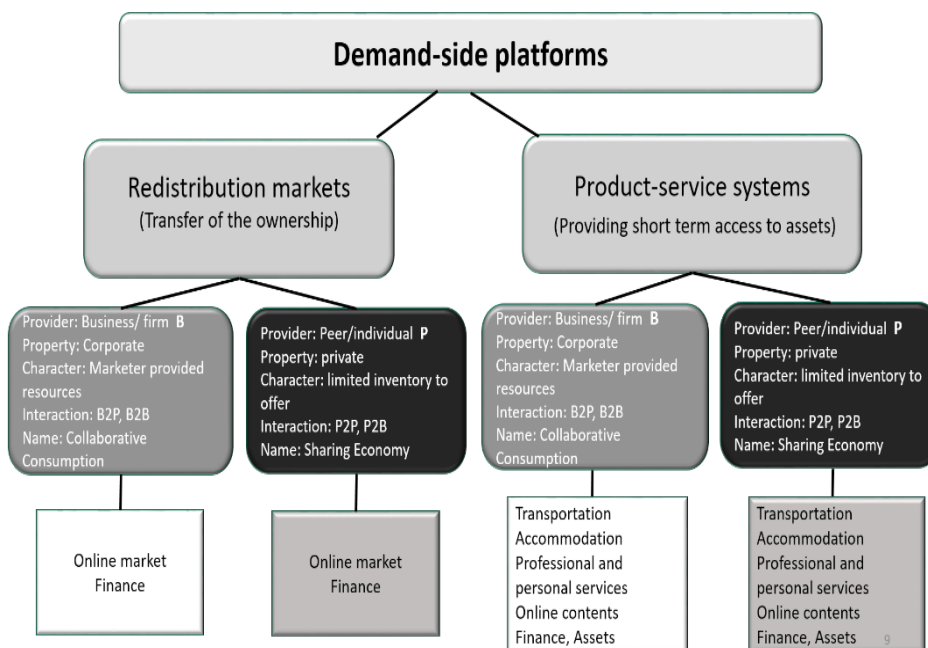 Demand-side platforms
Redistribution markets
(Transfer of the ownership)
Product-service systems
(Providing short term access to assets)
Provider: Business/ firm B
Property: Corporate
Character: Marketer provided
resources
Interaction: B2P, B2B
Name: Collaborative
Consumption
Provider: Peer/individual P
Property: private
Character: limited inventory to
offer
Interaction: P2P, P2B
Name: Sharing Economy
Provider: Business/ firm B
Property: Corporate
Character: Marketer provided
resources
Interaction: B2P, B2B
Name: Collaborative
Consumption
Provider: Peer/individual P
Property: private
Character: limited inventory to
offer
Interaction: P2P, P2B
Name: Sharing Economy
Online market
Finance
Online market
Finance
Transportation
Accommodation
Professional and
personal services
Online contents
Finance, Assets
Transportation
Accommodation
Professional and
personal services
Online contents
Finance, Assets
9